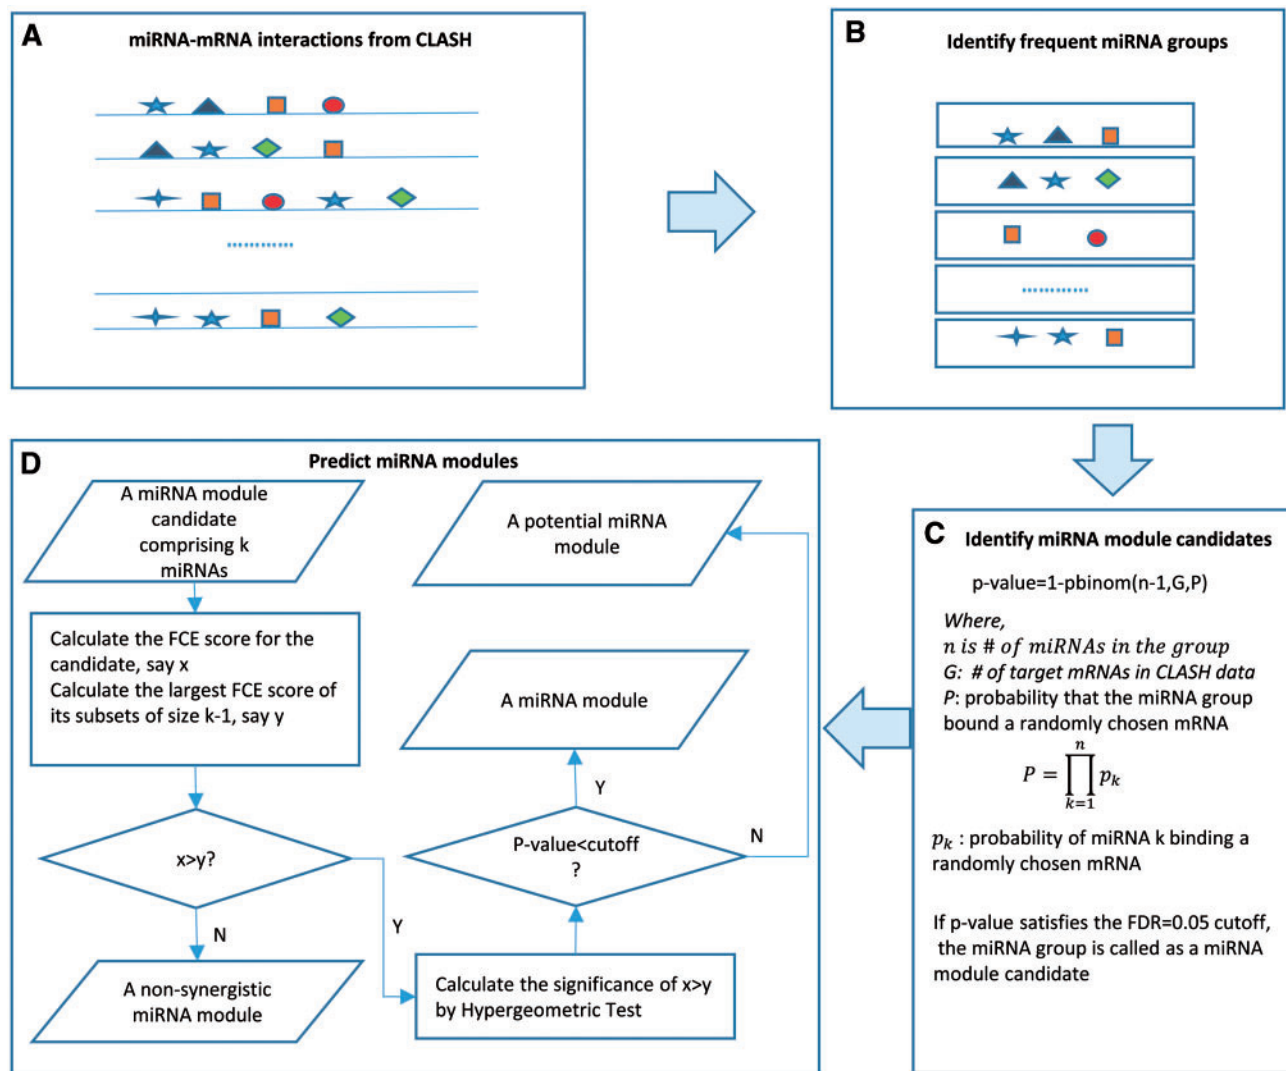 A
miRNA-mRNA interactions from CLASH
B
Identify frequent miRNA groups
C
Identify miRNA module candidates
p-value=1-pbinom(n-1,G,P)
Where,
n is # of miRNAs in the group
G: # of target mRNAs in CLASH data
P: probability that the miRNA group
bound a randomly chosen mRNA
P = ∏_{k=1}^{n} p_k
p_k : probability of miRNA k binding a
randomly chosen mRNA
If p-value satisfies the FDR=0.05 cutoff,
the miRNA group is called as a miRNA
module candidate
D
Predict miRNA modules
A miRNA module
candidate
comprising k
miRNAs
Calculate the FCE score for the
candidate, say x
Calculate the largest FCE score of
its subsets of size k-1, say y
x>y?
N
Y
A non-synergistic
miRNA module
Calculate the significance of x>y
by Hypergeometric Test
P-value<cutoff
?
Y
N
A miRNA module
A potential miRNA
module